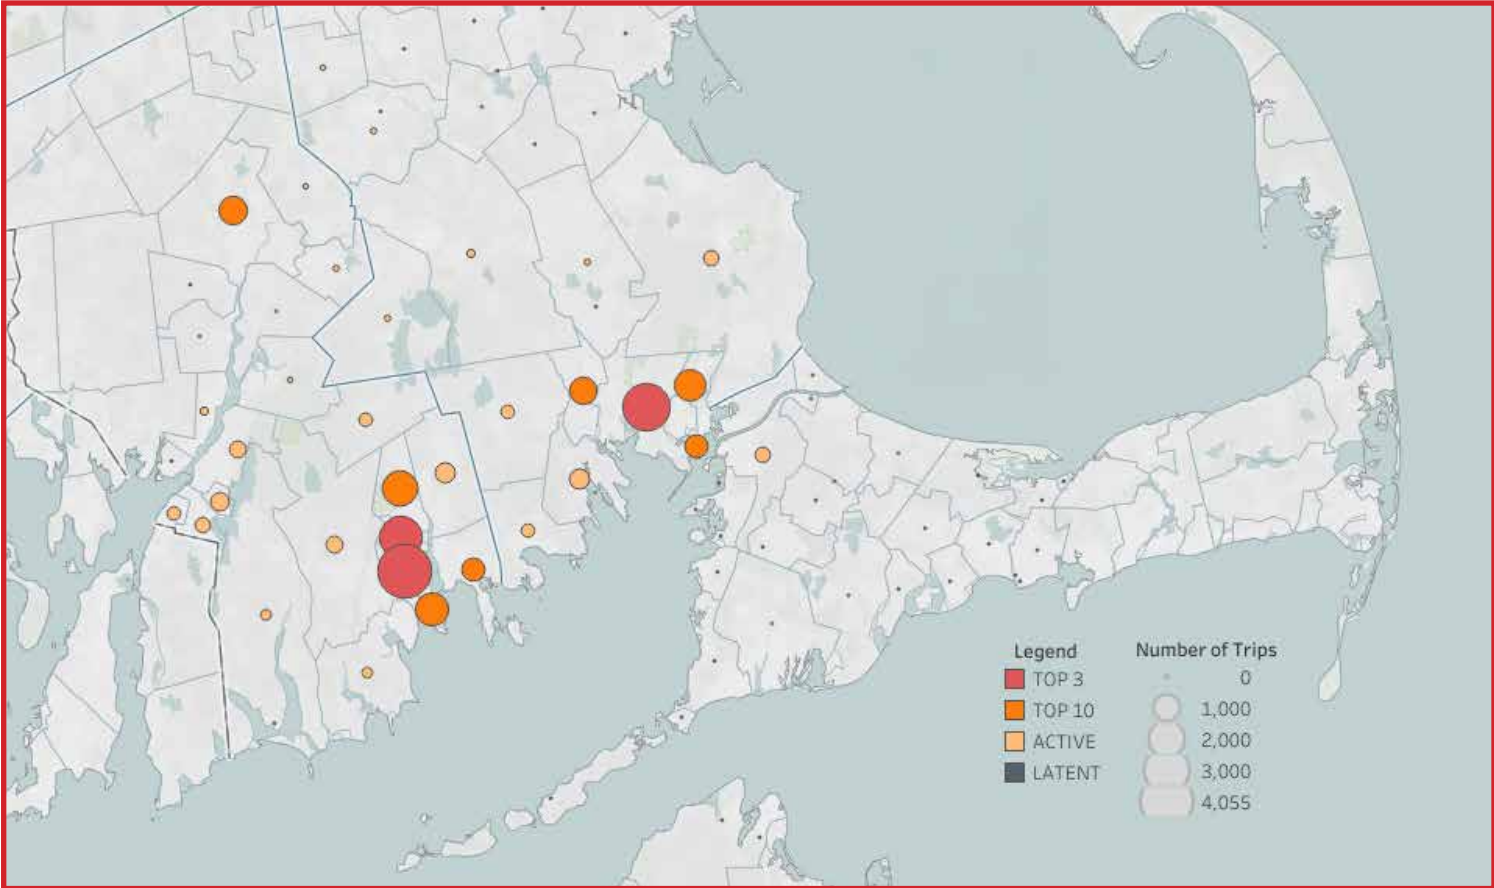 Legend
TOP 3
TOP 10
ACTIVE
LATENT
Number of Trips
0
1,000
2,000
3,000
4,055